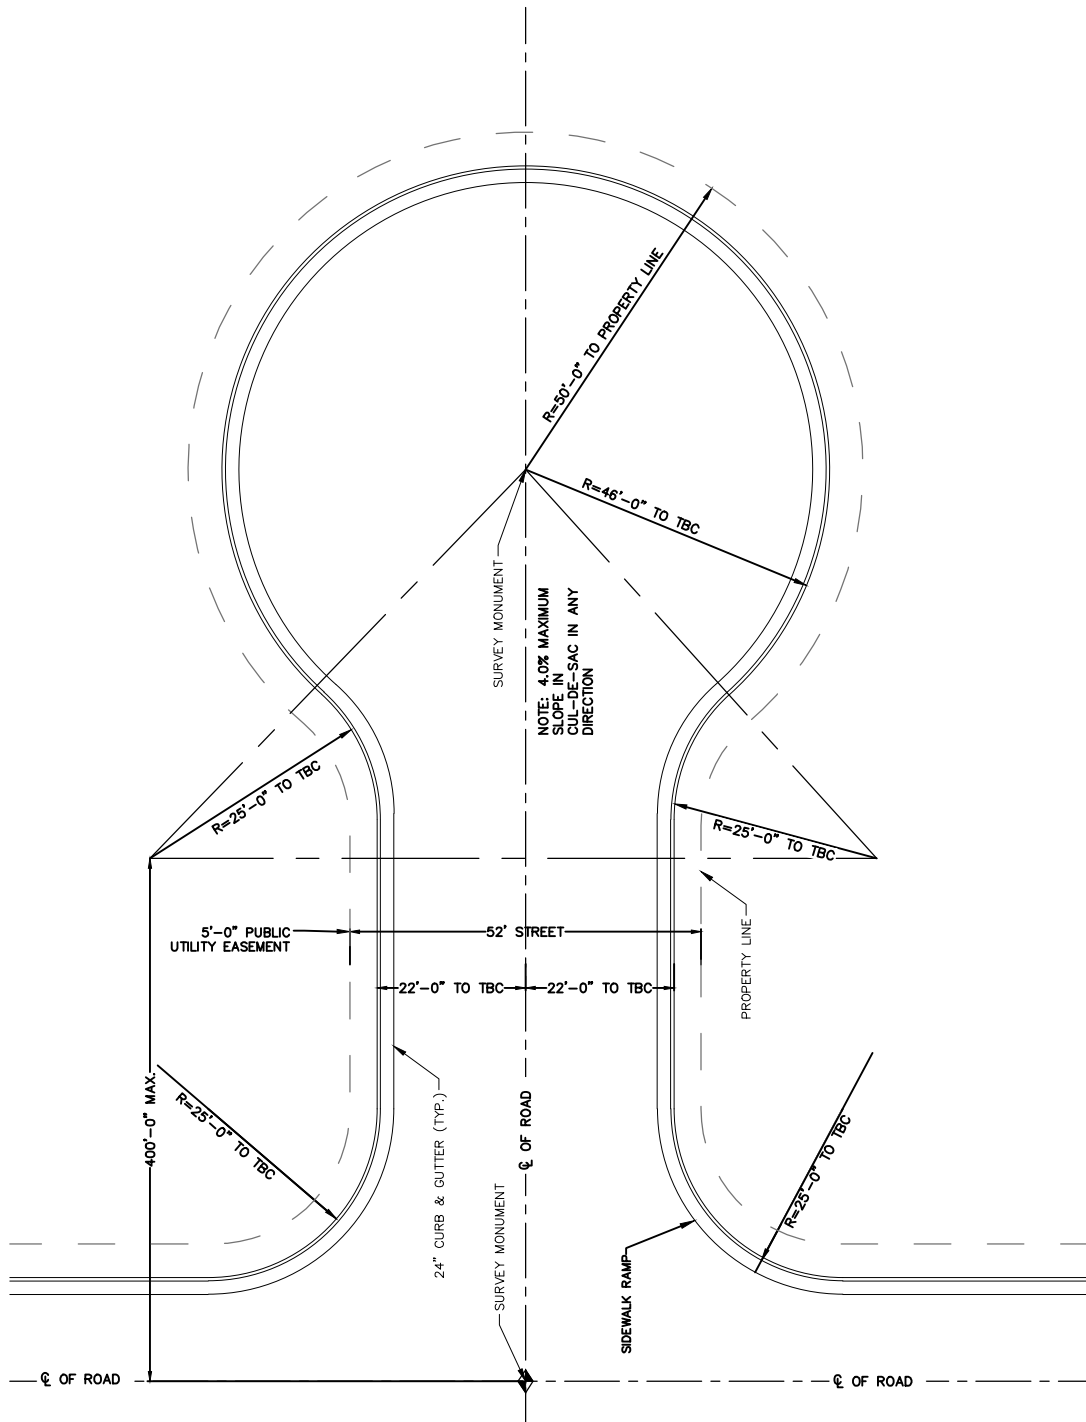 R=50'-0" TO PROPERTY LINE
R=46'-0" TO TBC
SURVEY MONUMENT
NOTE: 4.0% MAXIMUM
SLOPE IN
CUL-DE-SAC IN ANY
DIRECTION
R=25'-0" TO TBC
R=25'-0" TO TBC
5'-0" PUBLIC
UTILITY EASEMENT
52' STREET
PROPERTY LINE
22'-0" TO TBC
22'-0" TO TBC
400'-0" MAX.
R=25'-0" TO TBC
24" CURB & GUTTER (TYP.)
℄ OF ROAD
R=25'-0" TO TBC
SURVEY MONUMENT
SIDEWALK RAMP
℄ OF ROAD
℄ OF ROAD